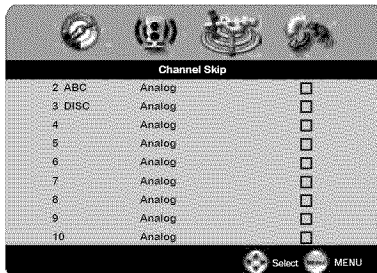 Channel Skip
2 ABC Analog
3 DISC Analog
4 Analog
5 Analog
6 Analog
7 Analog
8 Analog
9 Analog
10 Analog
Select MENU